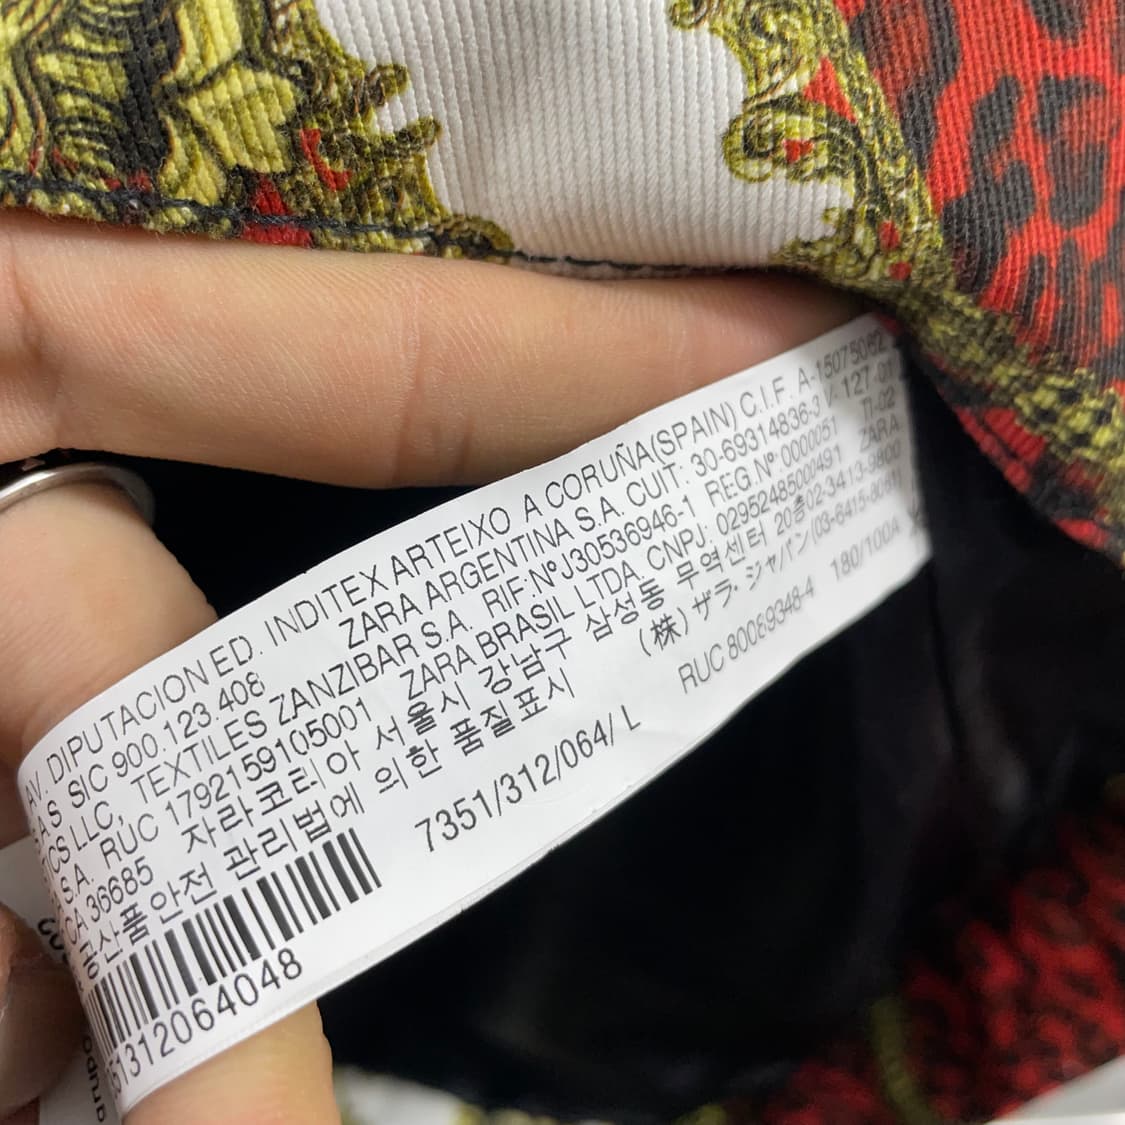 AV. DIPUTACION ED. INDITEX ARTEIXO A CORUÑA(SPAIN) C.I.F. A-15075062
S SIC 900.123.408 ZARA ARGENTINA S.A. CUIT: 30-69314836-3 V-127-01
CS LLC, TEXTILES ZANZIBAR S.A. RIF:NºJ30536946-1 REG.Nº:0000051 TI-02
S.A. RUC 1792159105001 ZARA BRASIL LTDA. CNPJ: 02952485000491 ZARA
CA 36685 자라코리아 서울시 강남구 삼성동 무역센터 20층02-3413-9800
공산품안전 관리법에 의한 품질표시 (株) ザラ・ジャパン(03-6415-8061)
7351/312/064/ L RUC 80089348-4 180/100A
51312064048